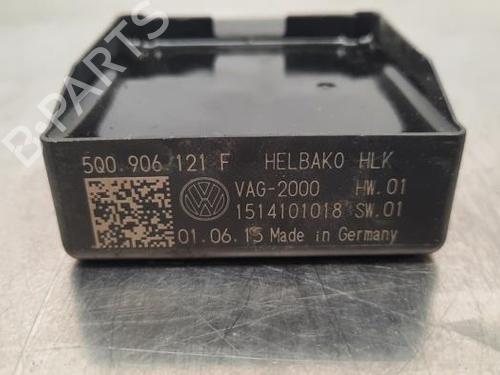 5Q0 906 121 F HELBAKO HLK
VAG-2000 HW.01
1514101018 SW.01
01.06.15 Made in Germany
B-PARTS